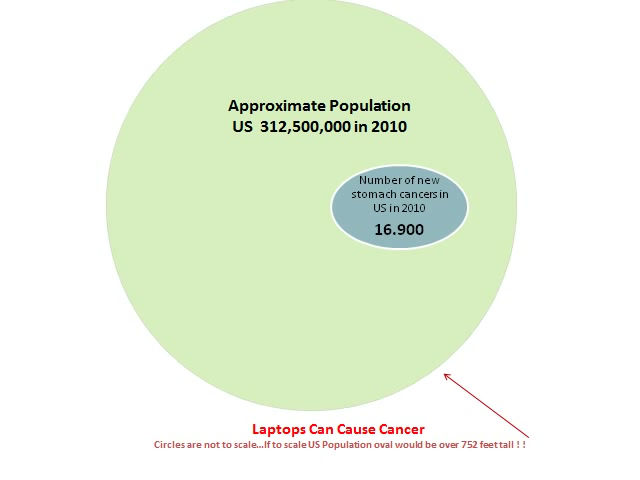 Approximate Population
US 312,500,000 in 2010
Number of new
stomach cancers in
US in 2010
16.900
Laptops Can Cause Cancer
Circles are not to scale...If to scale US Population oval would be over 752 feet tall ! !